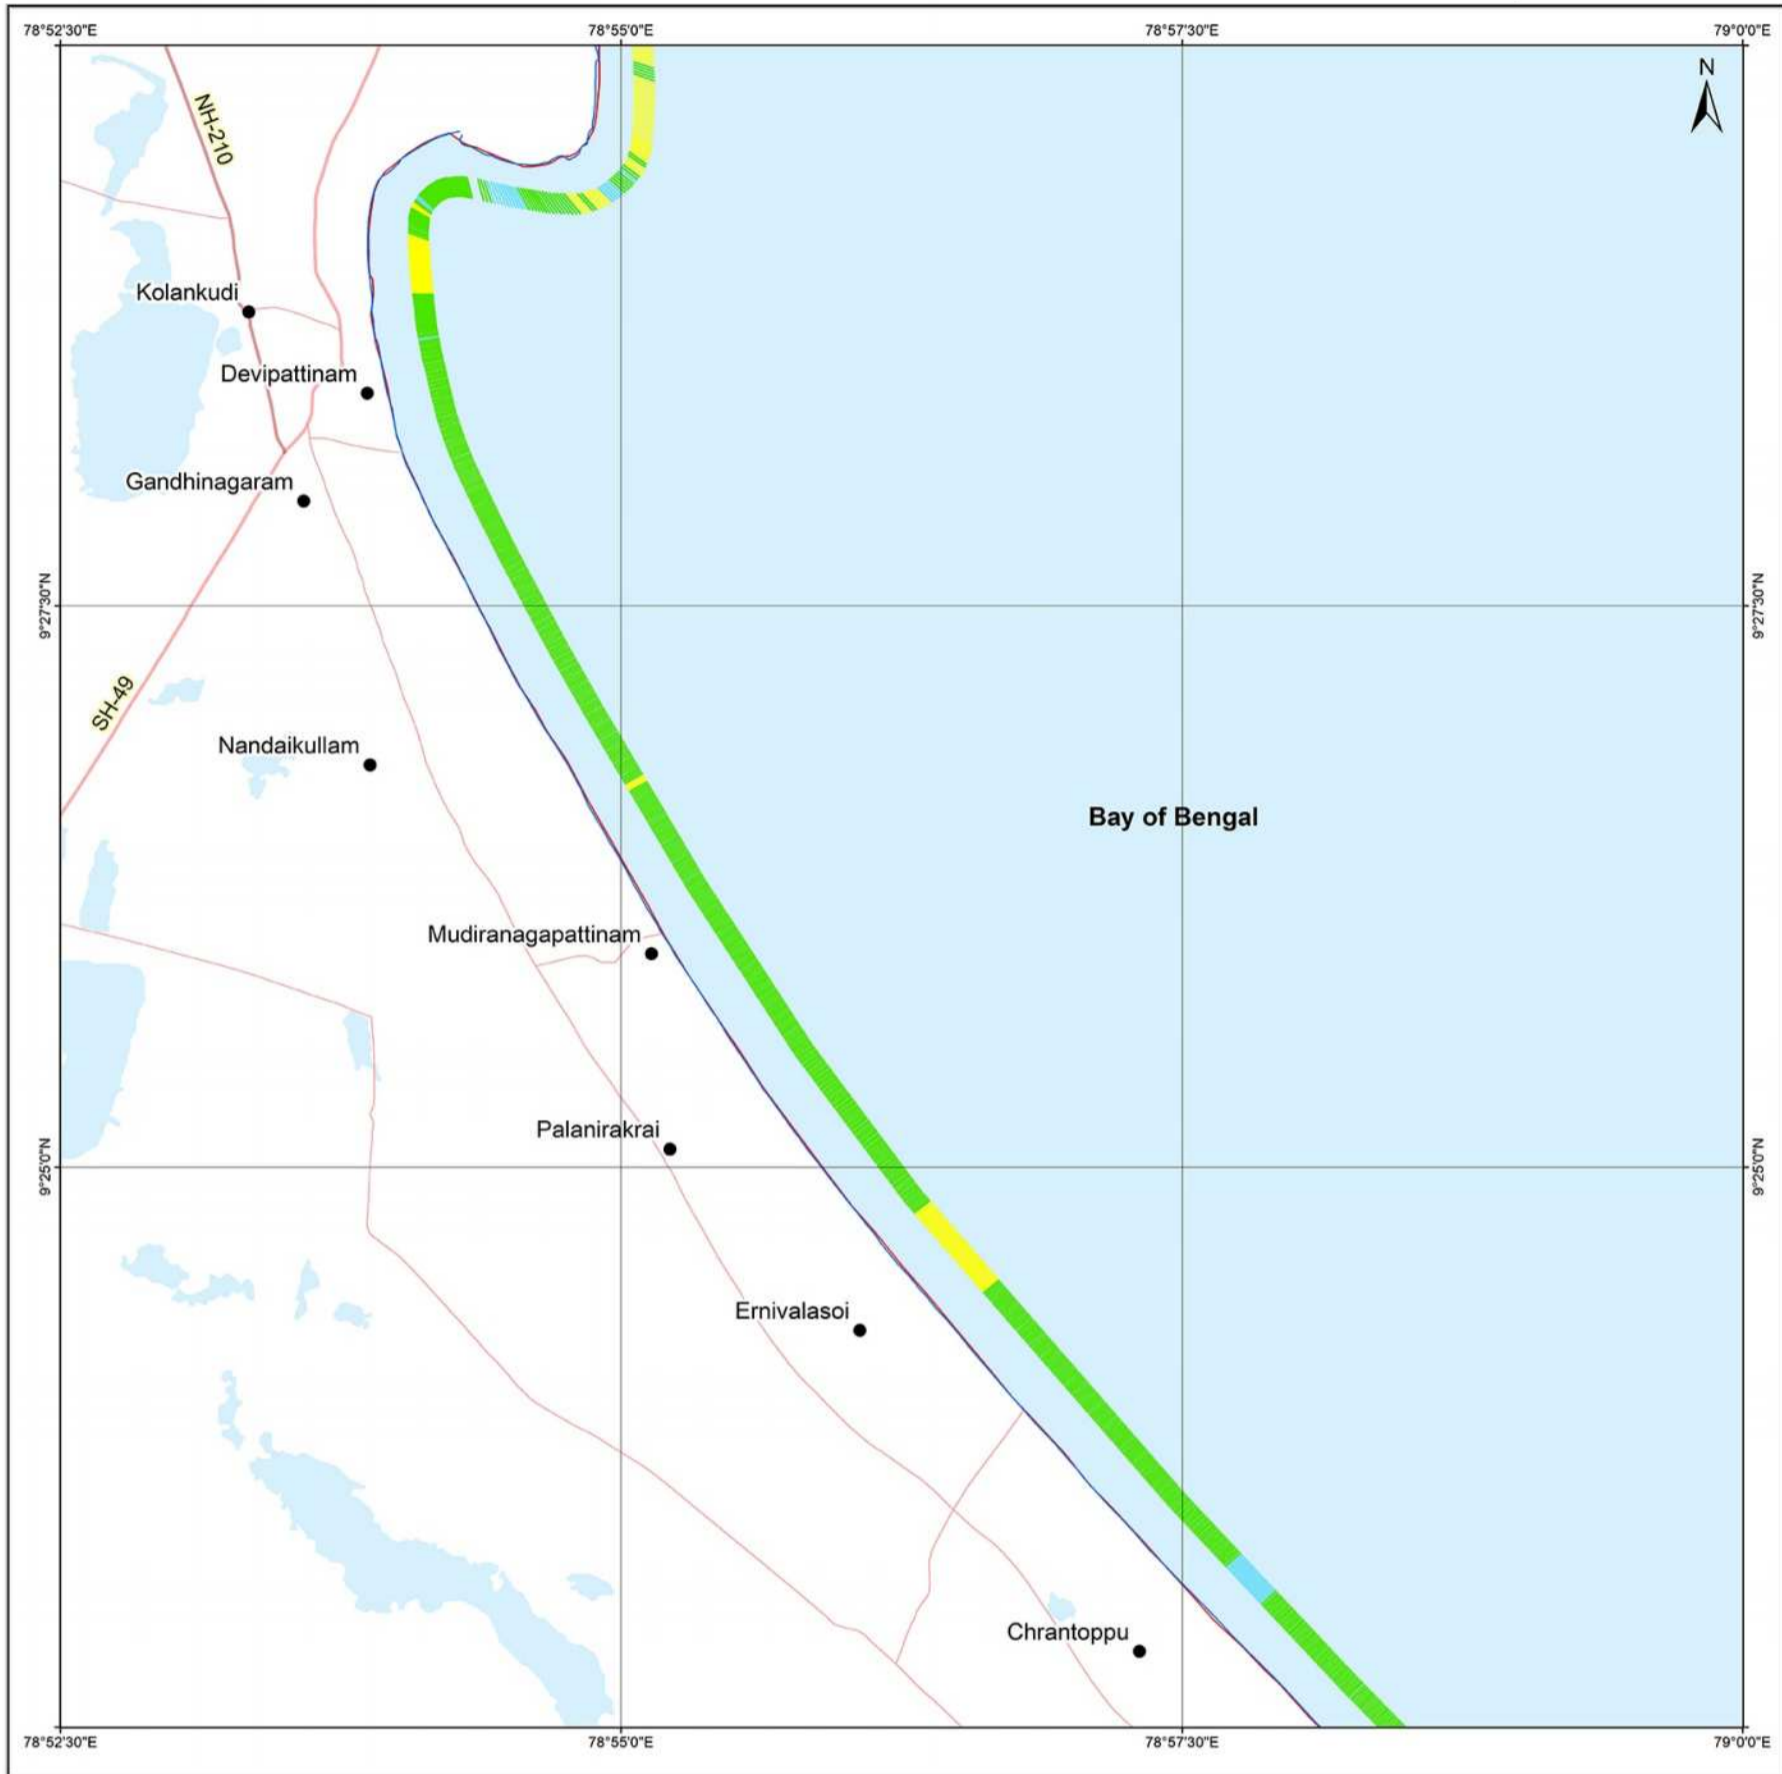 78°52'30"E
78°55'0"E
78°57'30"E
79°0'0"E
N
NH-210
Kolankudi
Devipattinam
Gandhinagaram
9°27'30"N
9°27'30"N
SH-49
Nandaikullam
Bay of Bengal
Mudiranagapattinam
Palanirakrai
9°25'0"N
9°25'0"N
Ernivalasoi
Chrantoppu
78°52'30"E
78°55'0"E
78°57'30"E
79°0'0"E